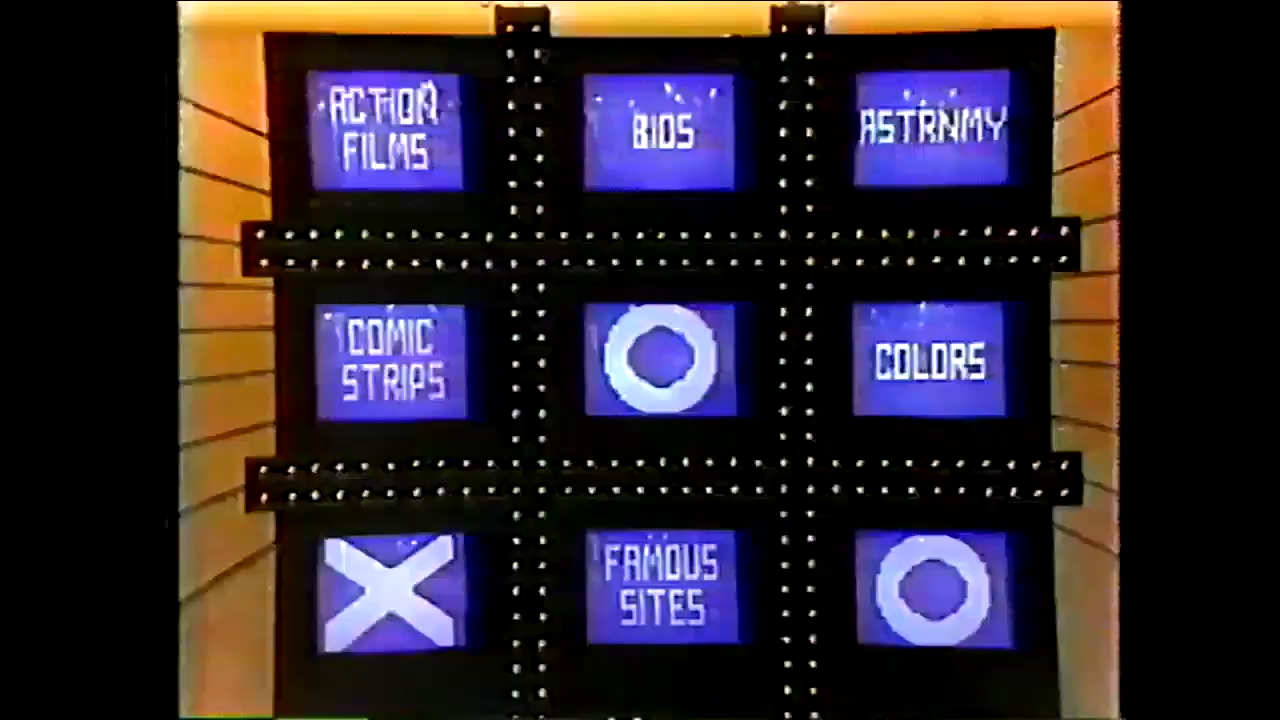 ACTION
FILMS
BIOS
ASTRNMY
COMIC
STRIPS
O
COLORS
X
FAMOUS
SITES
O